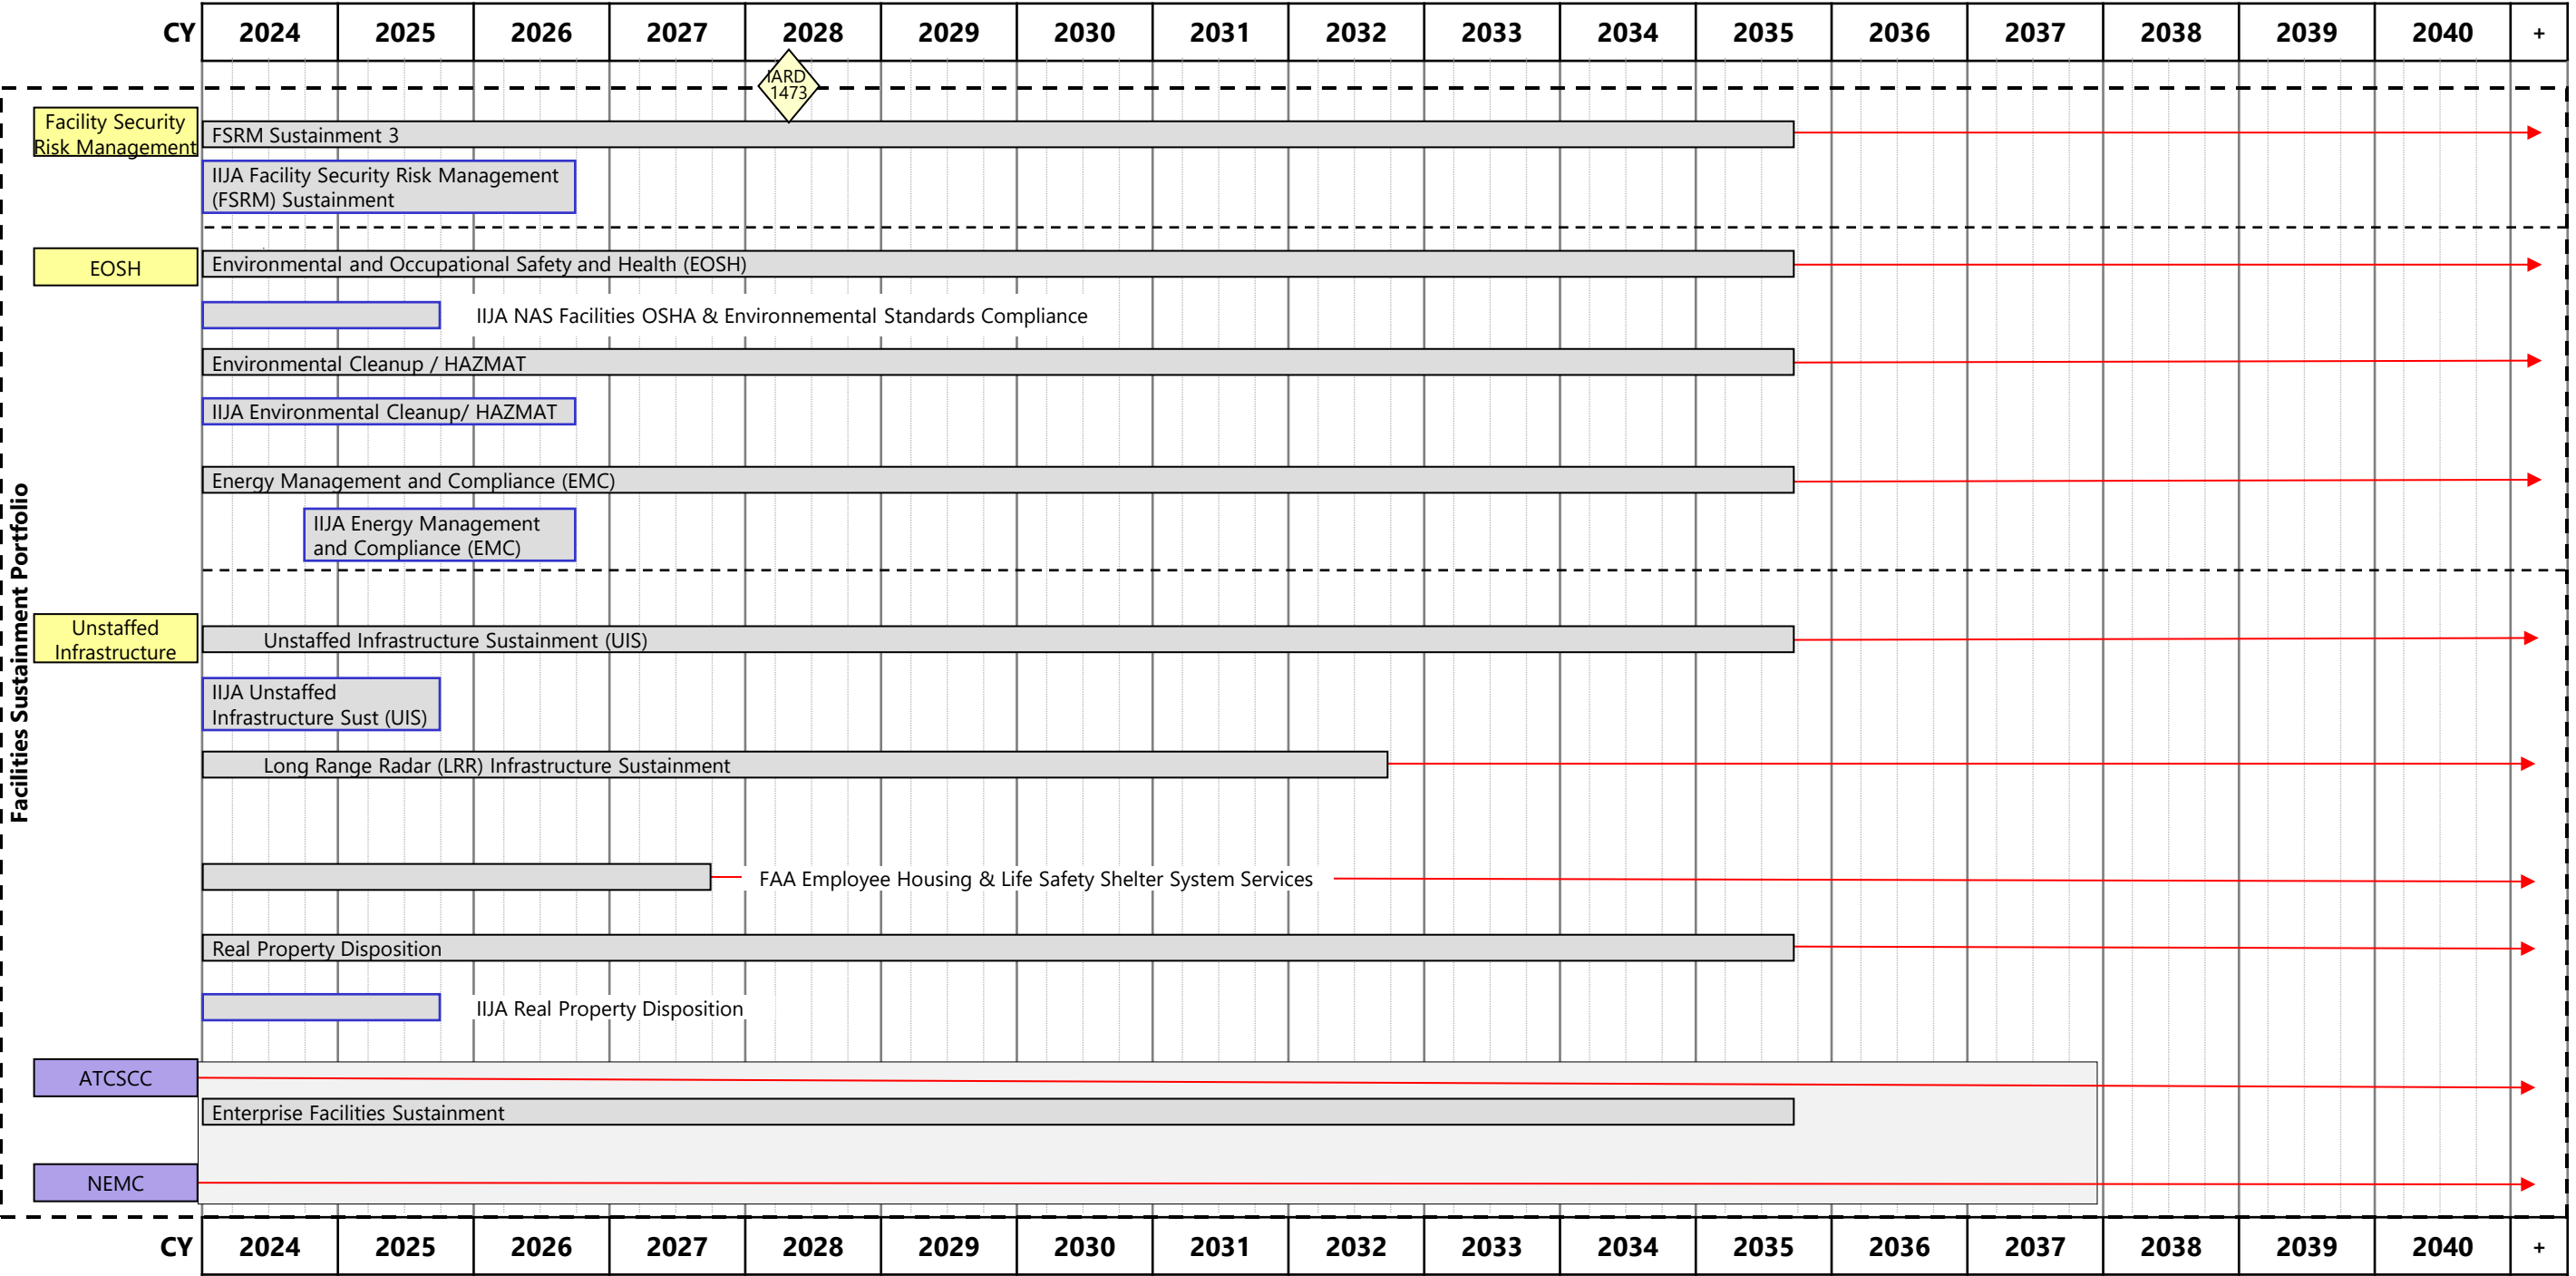 CY 2024 2025 2026 2027 2028 2029 2030 2031 2032 2033 2034 2035 2036 2037 2038 2039 2040 +
IARD
1473
Facilitities Sustainment Portfolio
Facility Security
Risk Management
FSRM Sustainment 3
IIJA Facility Security Risk Management
(FSRM) Sustainment
EOSH
Environmental and Occupational Safety and Health (EOSH)
IIJA NAS Facilities OSHA & Environnemental Standards Compliance
Environmental Cleanup / HAZMAT
IIJA Environmental Cleanup/ HAZMAT
Energy Management and Compliance (EMC)
IIJA Energy Management
and Compliance (EMC)
Unstaffed
Infrastructure
Unstaffed Infrastructure Sustainment (UIS)
IIJA Unstaffed
Infrastructure Sust (UIS)
Long Range Radar (LRR) Infrastructure Sustainment
FAA Employee Housing & Life Safety Shelter System Services
Real Property Disposition
IIJA Real Property Disposition
ATCSCC
Enterprise Facilities Sustainment
NEMC
CY 2024 2025 2026 2027 2028 2029 2030 2031 2032 2033 2034 2035 2036 2037 2038 2039 2040 +